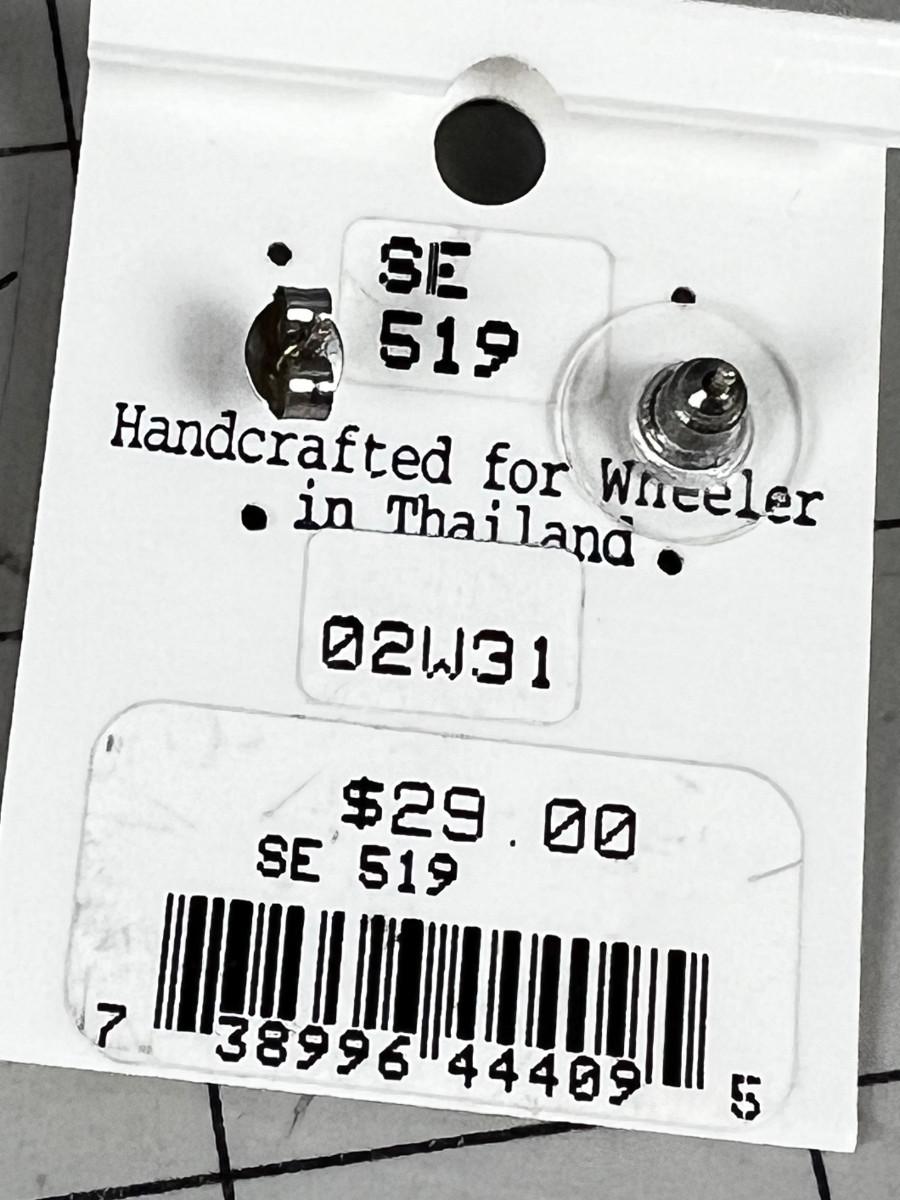 SE
519
Handcrafted for Wheeler
in Thailand
02W31
$29.00
SE 519
7 38996 44409 5